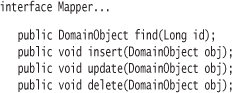 interface Mapper...
public DomainObject find(Long id);
public void insert(DomainObject obj);
public void update(DomainObject obj);
public void delete(DomainObject obj);